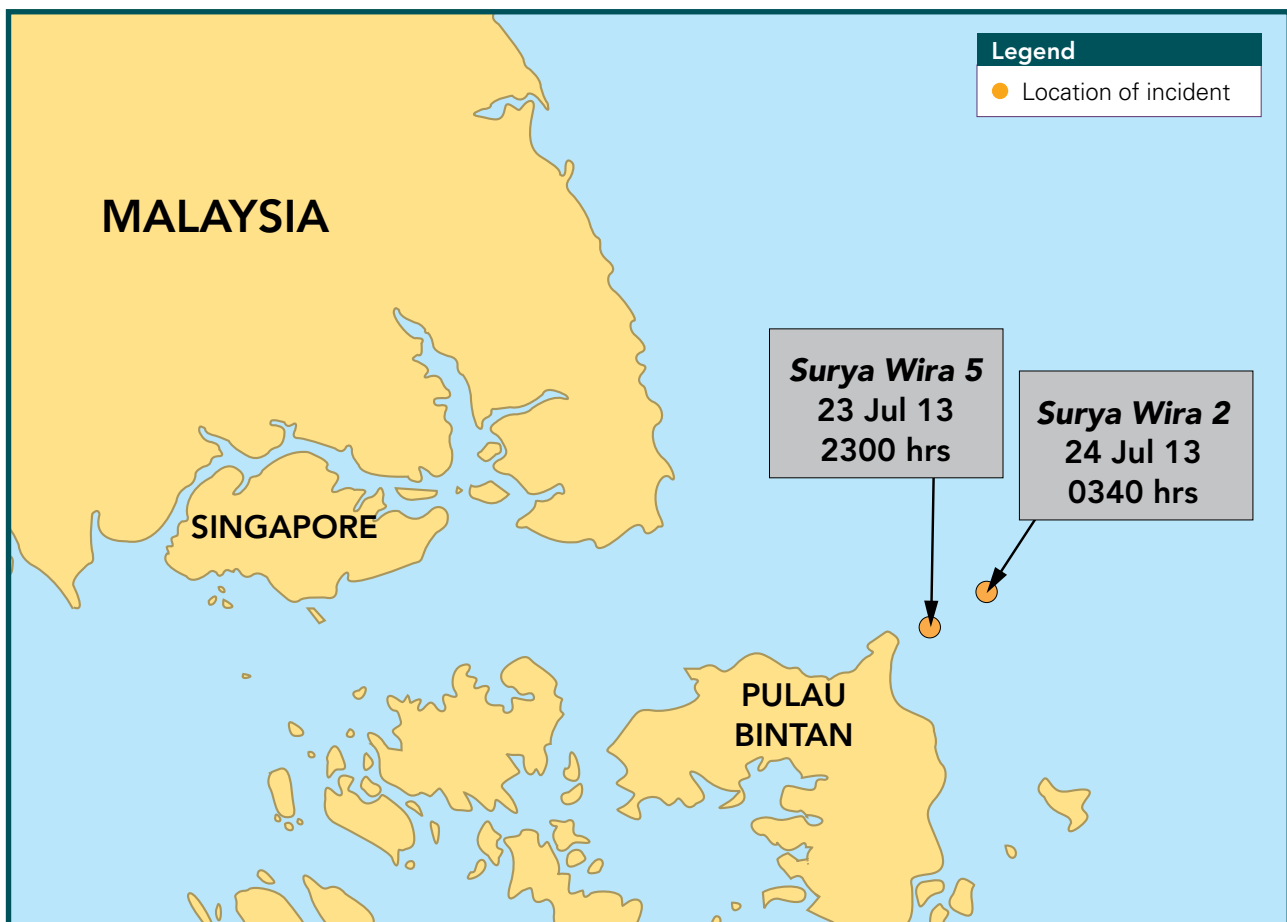 Legend
Location of incident
MALAYSIA
Surya Wira 5
23 Jul 13
2300 hrs
Surya Wira 2
24 Jul 13
0340 hrs
SINGAPORE
PULAU
BINTAN